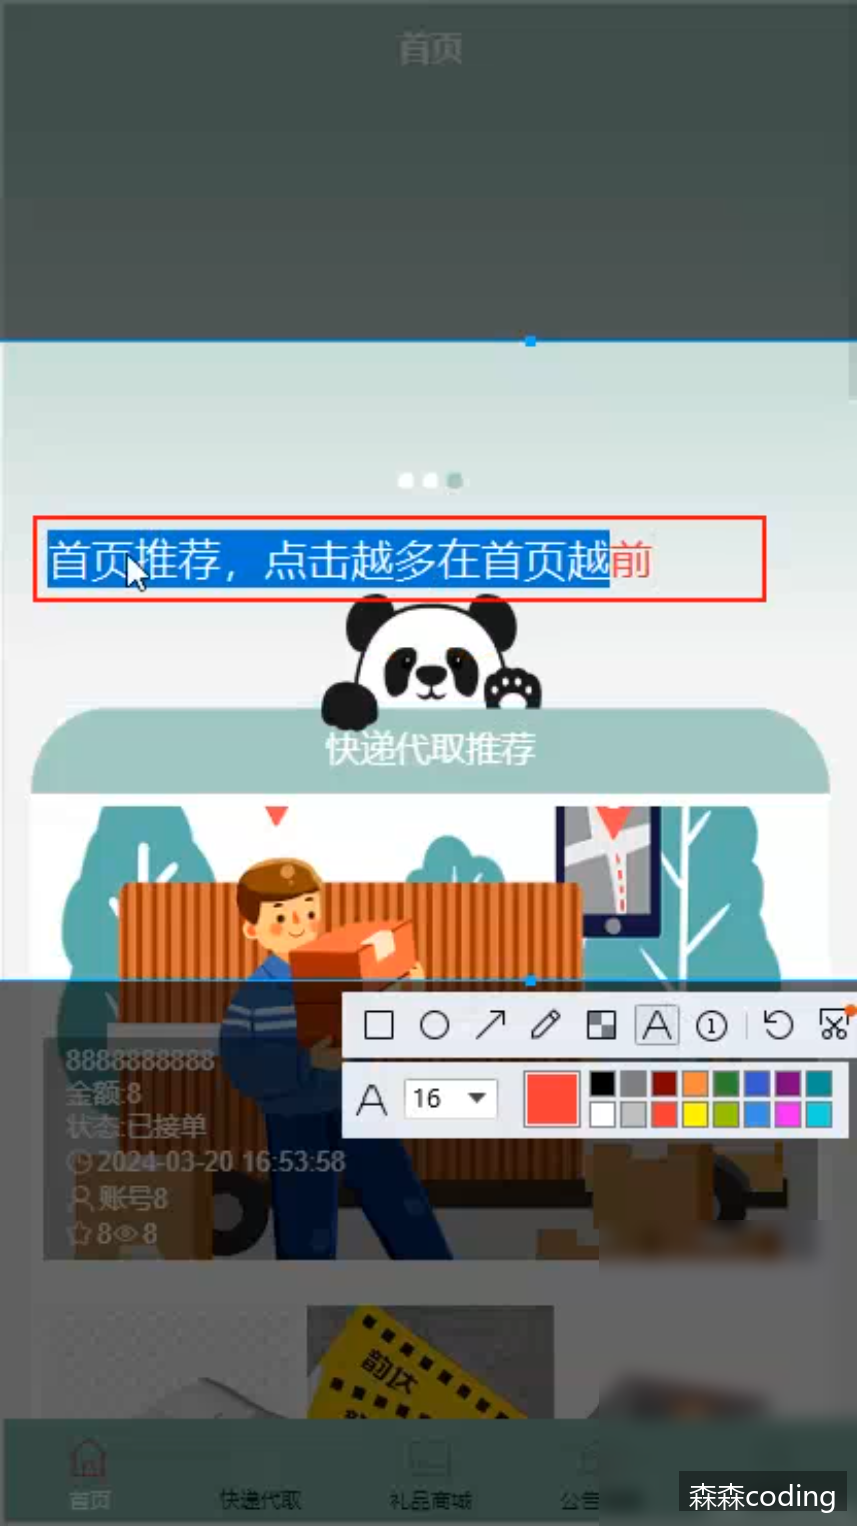 首页
首页推荐，点击越多在首页越前
快递代取推荐
A
1
A
16
8888888888
金额:8
状态:已接单
2024-03-20 16:53:58
账号8
8 8
韵达
首页
快递代取
礼品商城
公告
森森coding